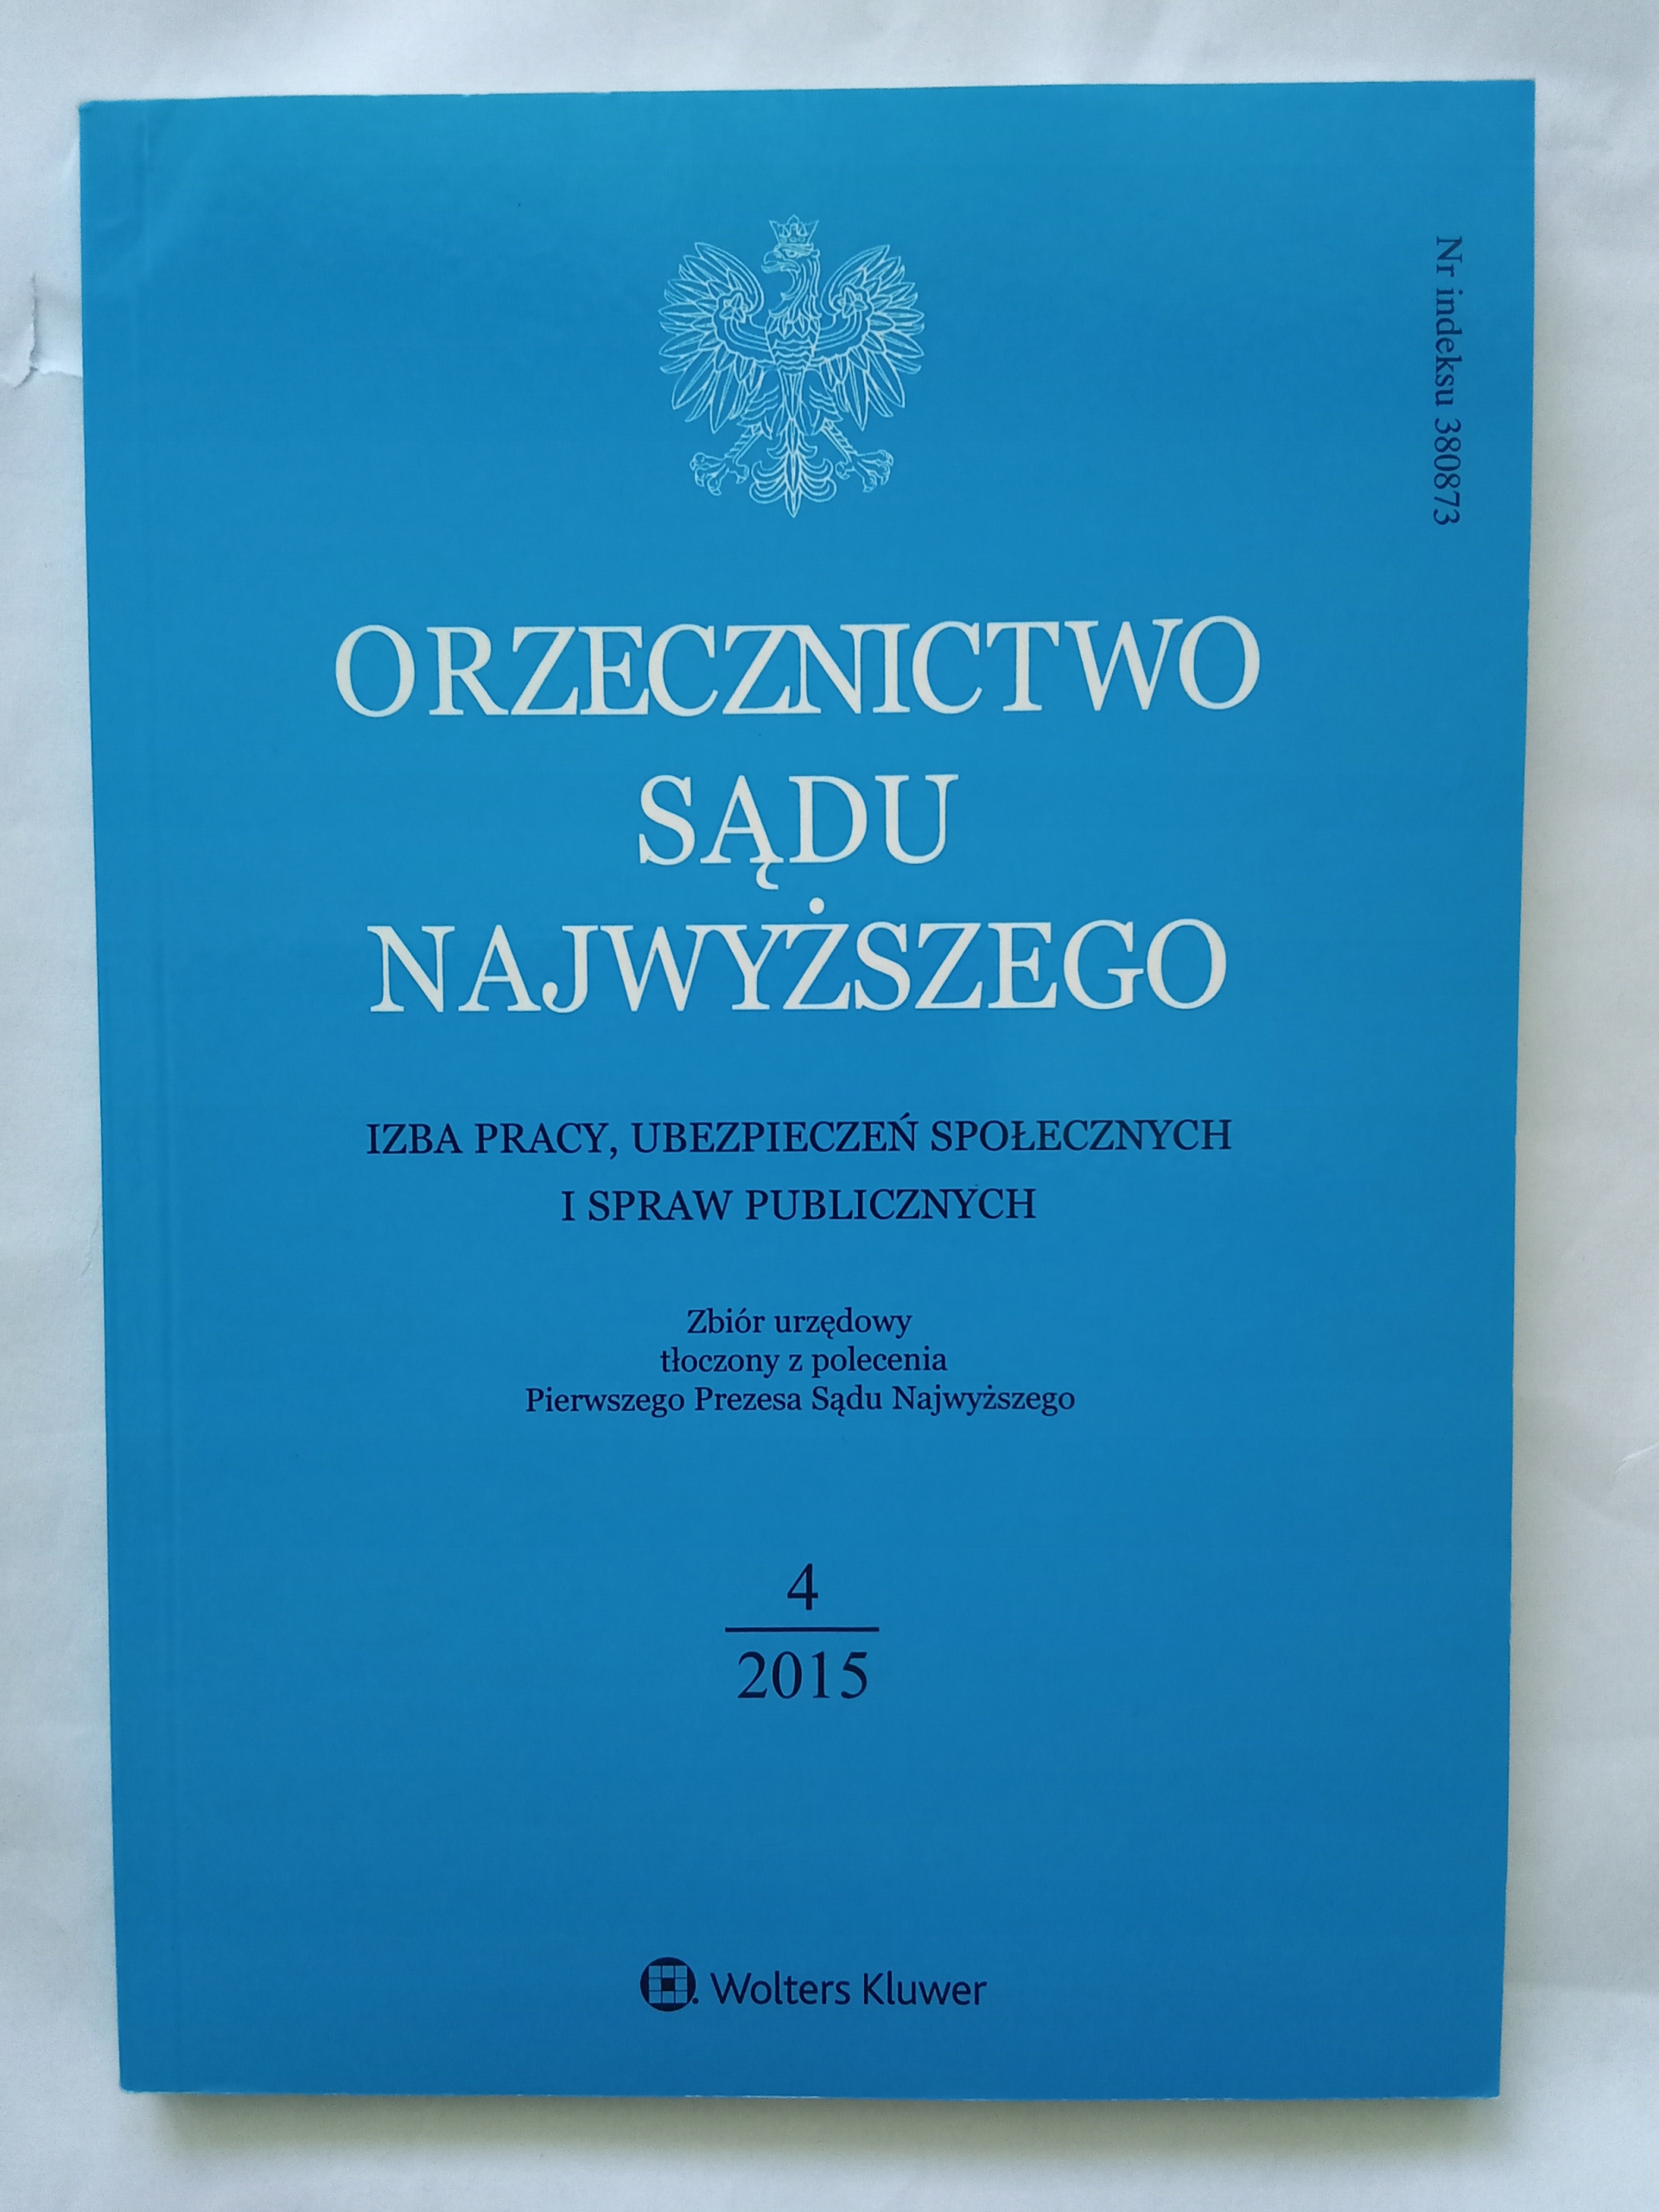 Nr indeksu 380873
ORZECZNICTWO
SĄDU
NAJWYŻSZEGO
IZBA PRACY, UBEZPIECZEŃ SPOŁECZNYCH
I SPRAW PUBLICZNYCH
Zbiór urzędowy
tłoczony z polecenia
Pierwszego Prezesa Sądu Najwyższego
4
2015
Wolters Kluwer